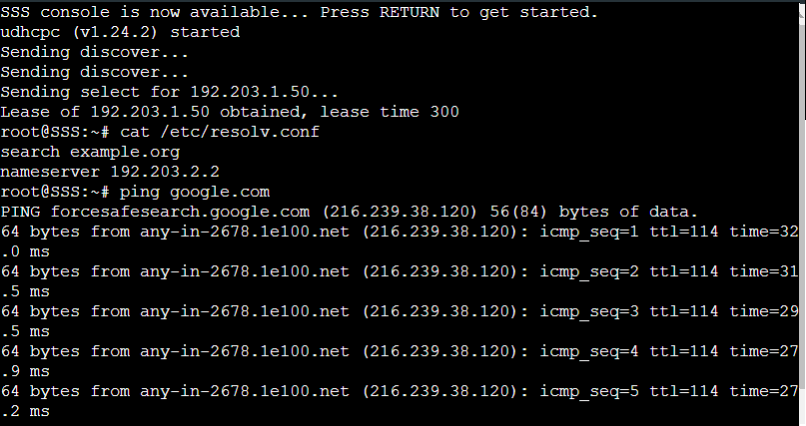 SSS console is now available... Press RETURN to get started.
udhcpc (v1.24.2) started
Sending discover...
Sending discover...
Sending select for 192.203.1.50...
Lease of 192.203.1.50 obtained, lease time 300
root@SSS:~# cat /etc/resolv.conf
search example.org
nameserver 192.203.2.2
root@SSS:~# ping google.com
PING forcesafesearch.google.com (216.239.38.120) 56(84) bytes of data.
64 bytes from any-in-2678.1e100.net (216.239.38.120): icmp_seq=1 ttl=114 time=32
.0 ms
64 bytes from any-in-2678.1e100.net (216.239.38.120): icmp_seq=2 ttl=114 time=31
.5 ms
64 bytes from any-in-2678.1e100.net (216.239.38.120): icmp_seq=3 ttl=114 time=29
.5 ms
64 bytes from any-in-2678.1e100.net (216.239.38.120): icmp_seq=4 ttl=114 time=27
.9 ms
64 bytes from any-in-2678.1e100.net (216.239.38.120): icmp_seq=5 ttl=114 time=27
.2 ms